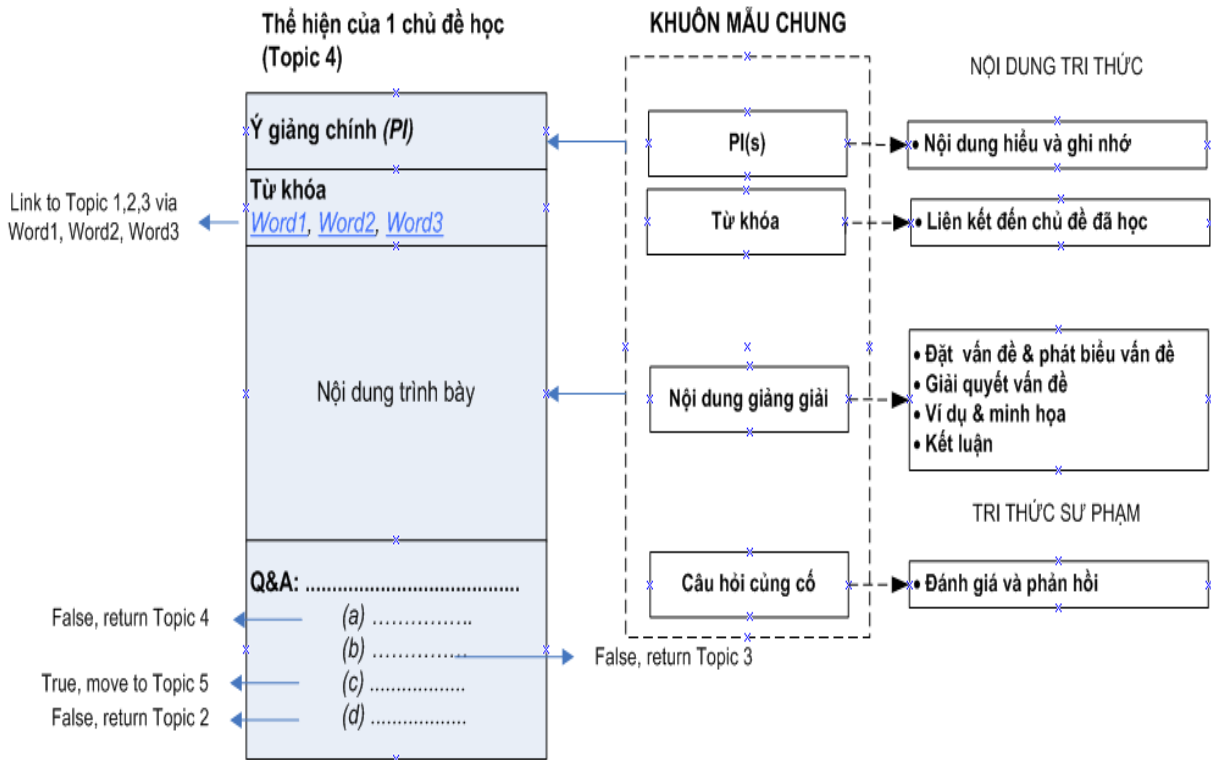 Thể hiện của 1 chủ đề học
(Topic 4)
Ý giảng chính (PI)
Từ khóa
Word1, Word2, Word3
Link to Topic 1,2,3 via
Word1, Word2, Word3
Nội dung trình bày
Q&A: ....................................
(a) ................
(b) ...............
(c) ..................
(d) ..................
False, return Topic 4
False, return Topic 3
True, move to Topic 5
False, return Topic 2
KHUÔN MẪU CHUNG
PI(s)
Từ khóa
Nội dung giảng giải
Câu hỏi củng cố
NỘI DUNG TRI THỨC
• Nội dung hiểu và ghi nhớ
• Liên kết đến chủ đề đã học
• Đặt vấn đề & phát biểu vấn đề
• Giải quyết vấn đề
• Ví dụ & minh họa
• Kết luận
TRI THỨC SƯ PHẠM
• Đánh giá và phản hồi